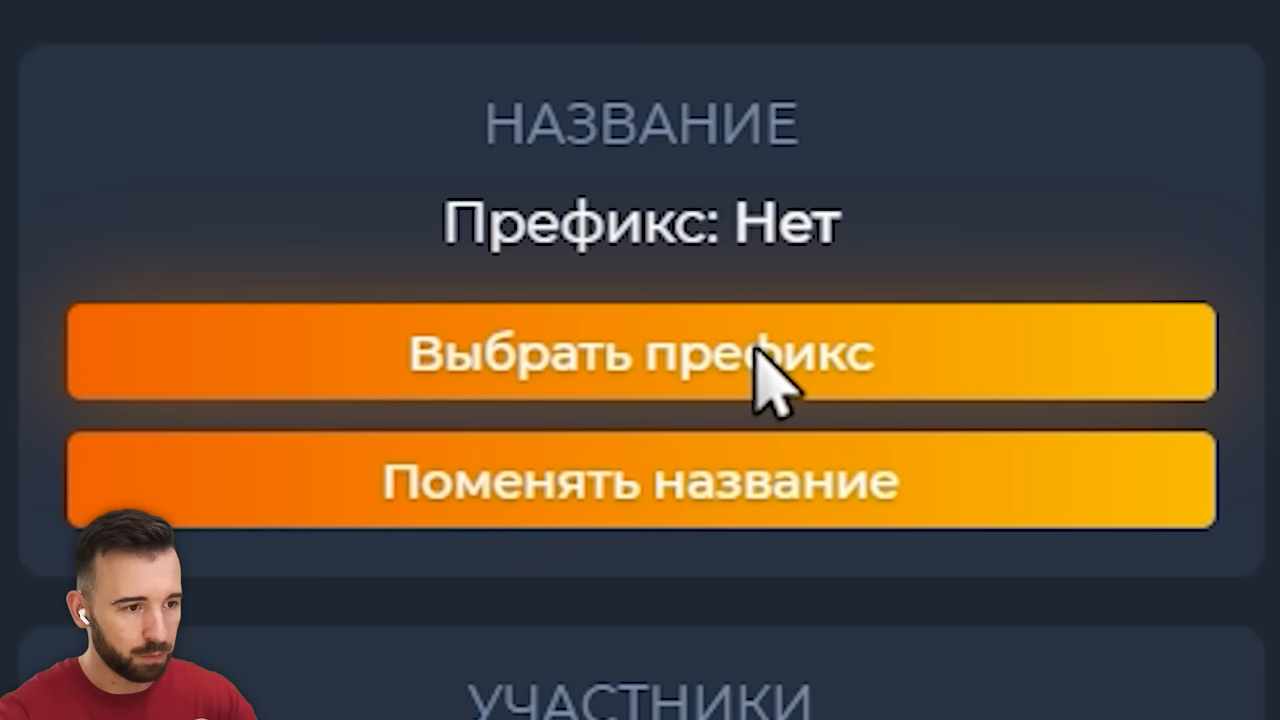 НАЗВАНИЕ
Префикс: Нет
Выбрать префикс
Поменять название
УЧАСТНИКИ